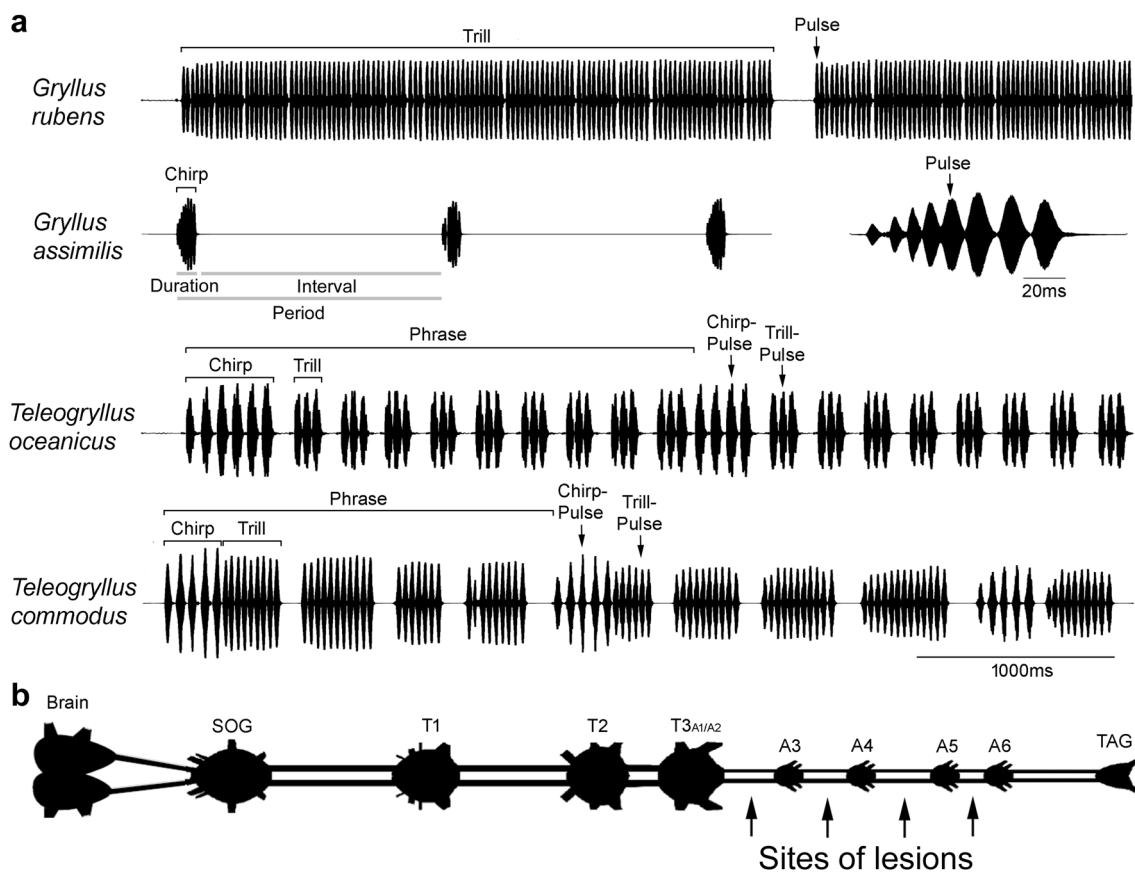 a
Trill
Pulse
Gryllus
rubens
Chirp
Pulse
Gryllus
assimilis
Duration
Interval
Period
20ms
Phrase
Chirp-
Pulse
Trill-
Pulse
Chirp
Trill
Teleogryllus
oceanicus
Phrase
Chirp-
Pulse
Trill-
Pulse
Chirp
Trill
Teleogryllus
commodus
1000ms
b
Brain
SOG
T1
T2
T3A1/A2
A3
A4
A5
A6
TAG
Sites of lesions